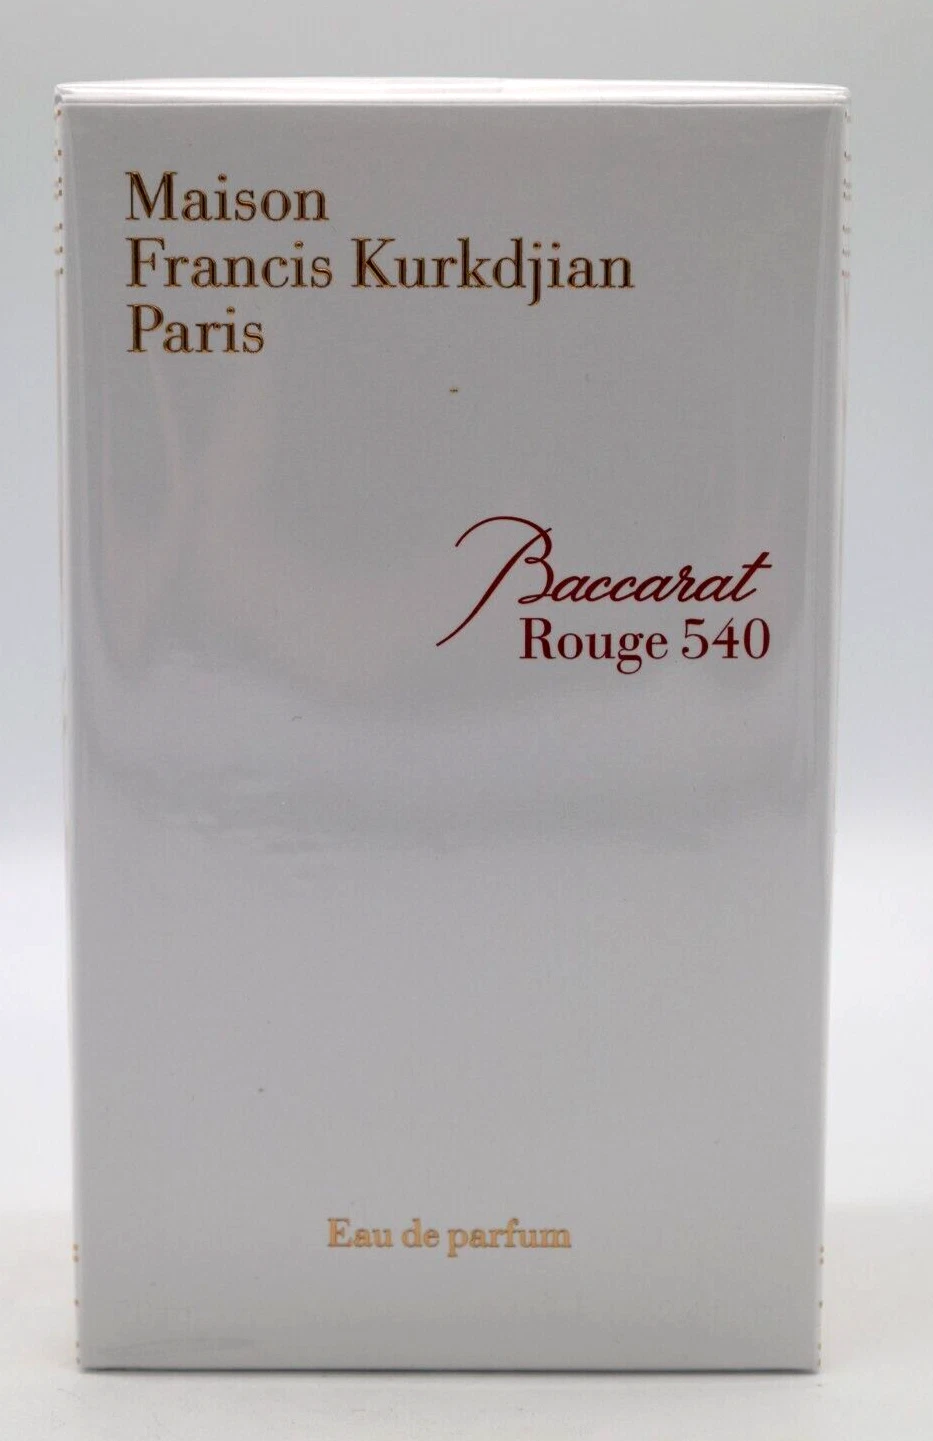 Maison
Francis Kurkdjian
Paris
Baccarat
Rouge 540
Eau de parfum